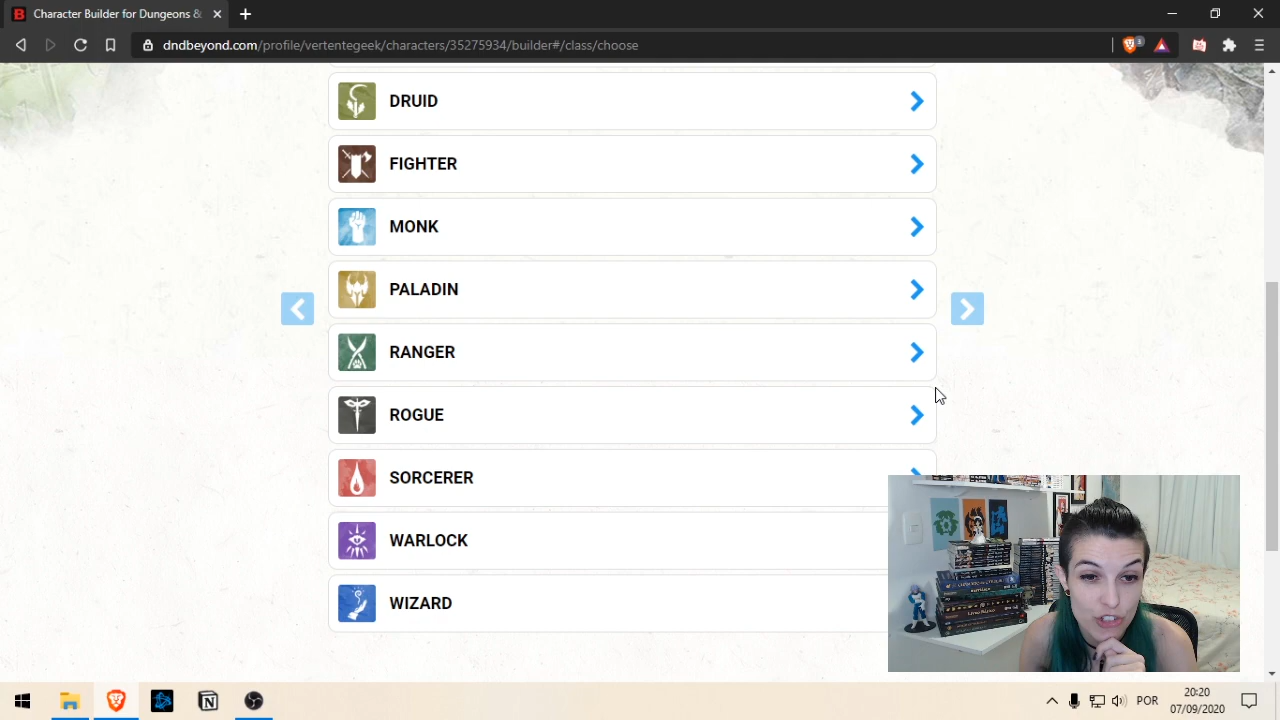 Character Builder for Dungeons &
dndbeyond.com/profile/vertentegeek/characters/35275934/builder#/class/choose
3
DRUID
FIGHTER
MONK
PALADIN
RANGER
ROGUE
SORCERER
WARLOCK
WIZARD
POR
20:20
07/09/2020